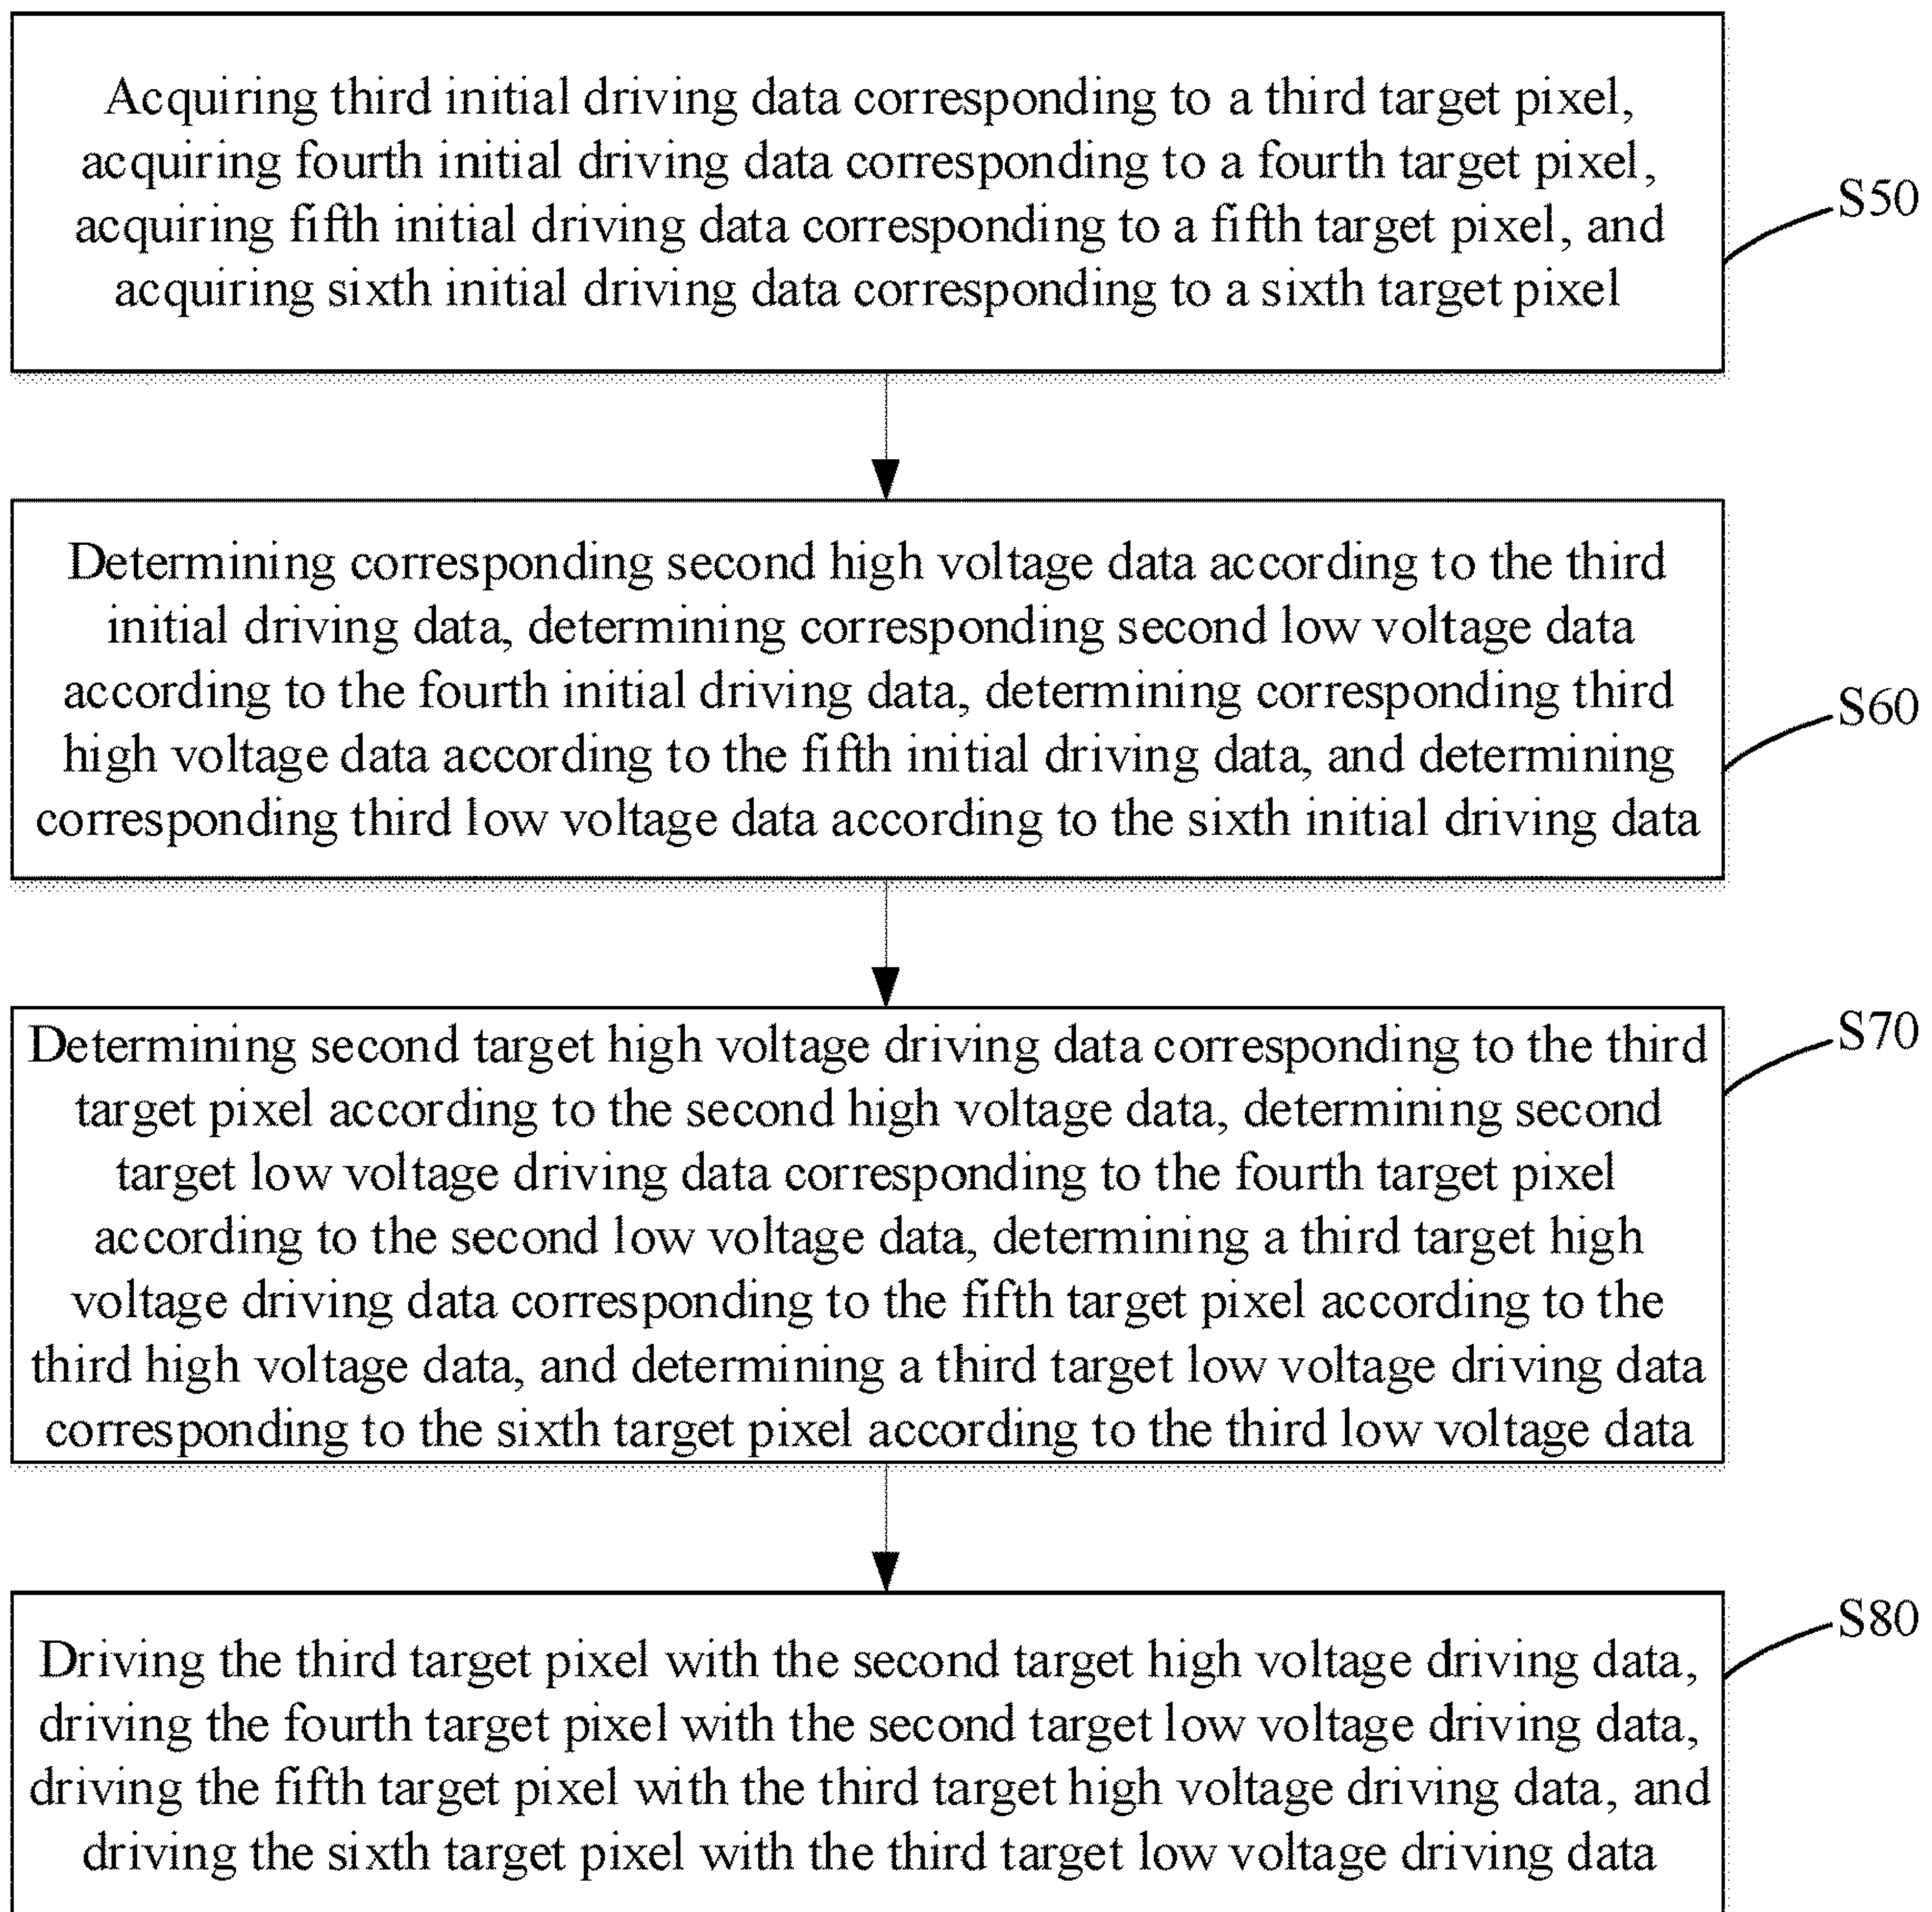 Acquiring third initial driving data corresponding to a third target pixel,
acquiring fourth initial driving data corresponding to a fourth target pixel,
acquiring fifth initial driving data corresponding to a fifth target pixel, and
acquiring sixth initial driving data corresponding to a sixth target pixel
S50
Determining corresponding second high voltage data according to the third
initial driving data, determining corresponding second low voltage data
according to the fourth initial driving data, determining corresponding third
high voltage data according to the fifth initial driving data, and determining
corresponding third low voltage data according to the sixth initial driving data
S60
Determining second target high voltage driving data corresponding to the third
target pixel according to the second high voltage data, determining second
target low voltage driving data corresponding to the fourth target pixel
according to the second low voltage data, determining a third target high
voltage driving data corresponding to the fifth target pixel according to the
third high voltage data, and determining a third target low voltage driving data
corresponding to the sixth target pixel according to the third low voltage data
S70
Driving the third target pixel with the second target high voltage driving data,
driving the fourth target pixel with the second target low voltage driving data,
driving the fifth target pixel with the third target high voltage driving data, and
driving the sixth target pixel with the third target low voltage driving data
S80